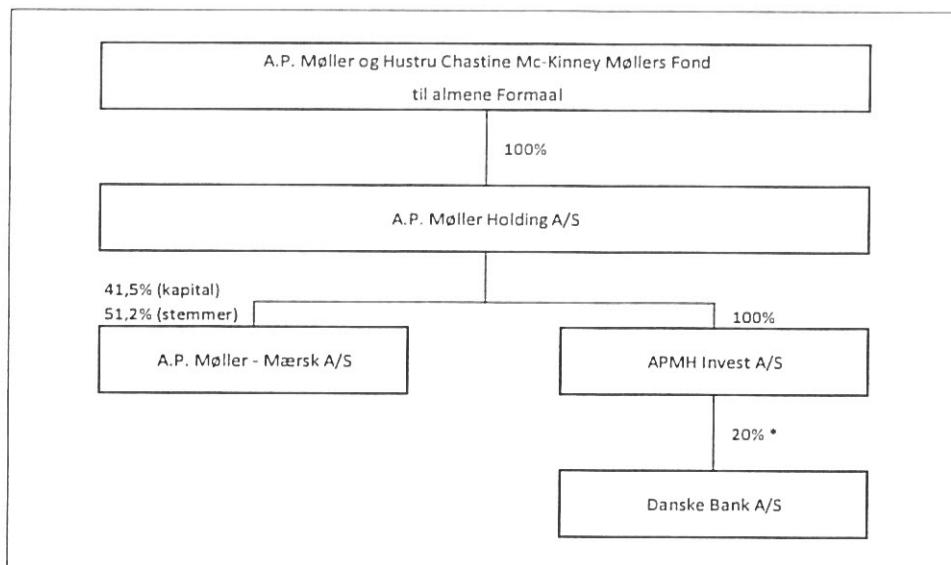 A.P. Møller og Hustru Chastine Mc-Kinney Møllers Fond
til almene Formaal
100%
A.P. Møller Holding A/S
41,5% (kapital)
51,2% (stemmer)
100%
A.P. Møller - Mærsk A/S
APMH Invest A/S
20% *
Danske Bank A/S